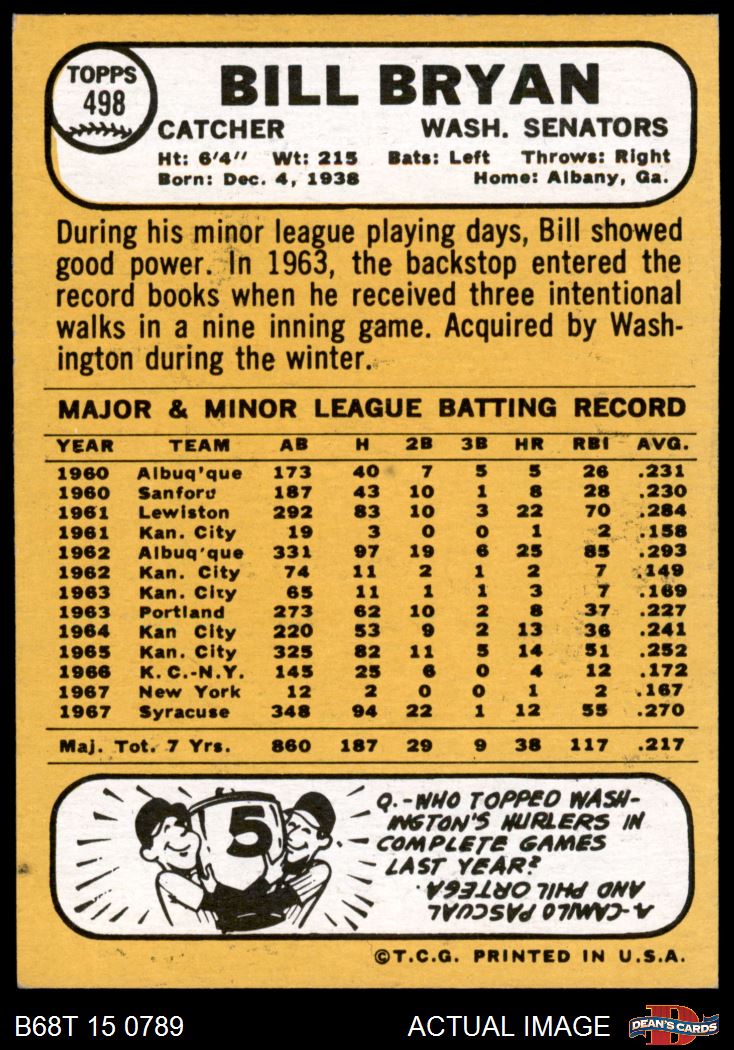 TOPPS
498
BILL BRYAN
CATCHER WASH. SENATORS
Ht: 6'4" Wt: 215 Bats: Left Throws: Right
Born: Dec. 4, 1938 Home: Albany, Ga.
During his minor league playing days, Bill showed
good power. In 1963, the backstop entered the
record books when he received three intentional
walks in a nine inning game. Acquired by Wash-
ington during the winter.
MAJOR & MINOR LEAGUE BATTING RECORD
YEAR TEAM AB H 2B 3B HR RBI AVG.
1960 Albuq'que 173 40 7 5 5 26 .231
1960 Sanford 187 43 10 1 8 28 .230
1961 Lewiston 292 83 10 3 22 70 .284
1961 Kan. City 19 3 0 0 1 2 .158
1962 Albuq'que 331 97 19 6 25 85 .293
1962 Kan. City 74 11 2 1 2 7 .149
1963 Kan. City 65 11 1 1 3 7 .169
1963 Portland 273 62 10 2 8 37 .227
1964 Kan City 220 53 9 2 13 36 .241
1965 Kan. City 325 82 11 5 14 51 .252
1966 K. C.-N.Y. 145 25 6 0 4 12 .172
1967 New York 12 2 0 0 1 2 .167
1967 Syracuse 348 94 22 1 12 55 .270
Maj. Tot. 7 Yrs. 860 187 29 9 38 117 .217
5
Q.-WHO TOPPED WASH-
INGTON'S HURLERS IN
COMPLETE GAMES
LAST YEAR?
A-CAMILO PASCUAL
AND PHIL ORTEGA.
©T.C.G. PRINTED IN U.S.A.
B68T 15 0789 ACTUAL IMAGE D DEAN'S CARDS